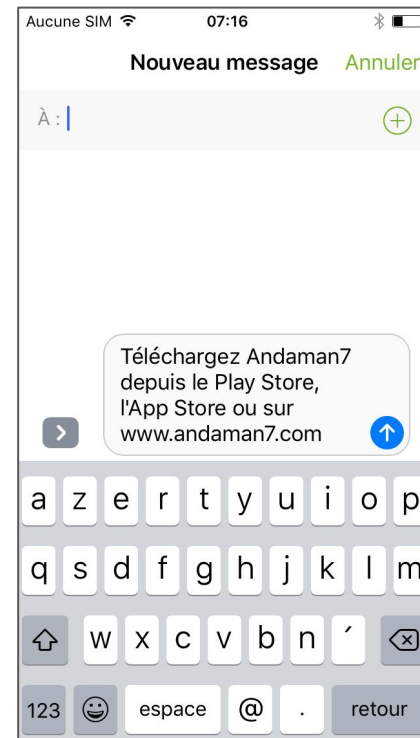 Aucune SIM 07:16
Nouveau message Annuler
À :
Téléchargez Andaman7
depuis le Play Store,
l'App Store ou sur
www.andaman7.com
a z e r t y u i o p
q s d f g h j k l m
w x c v b n ´
123 espace @ . retour